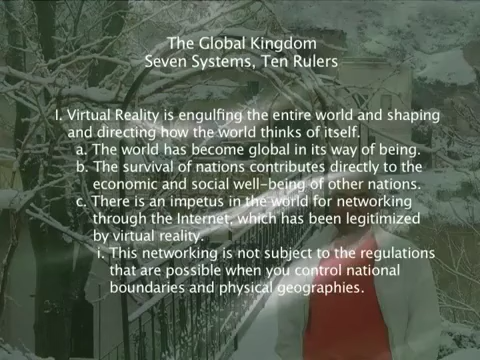 The Global Kingdom
Seven Systems, Ten Rulers
I. Virtual Reality is engulfing the entire world and shaping
and directing how the world thinks of itself.
a. The world has become global in its way of being.
b. The survival of nations contributes directly to the
economic and social well-being of other nations.
c. There is an impetus in the world for networking
through the Internet, which has been legitimized
by virtual reality.
i. This networking is not subject to the regulations
that are possible when you control national
boundaries and physical geographies.